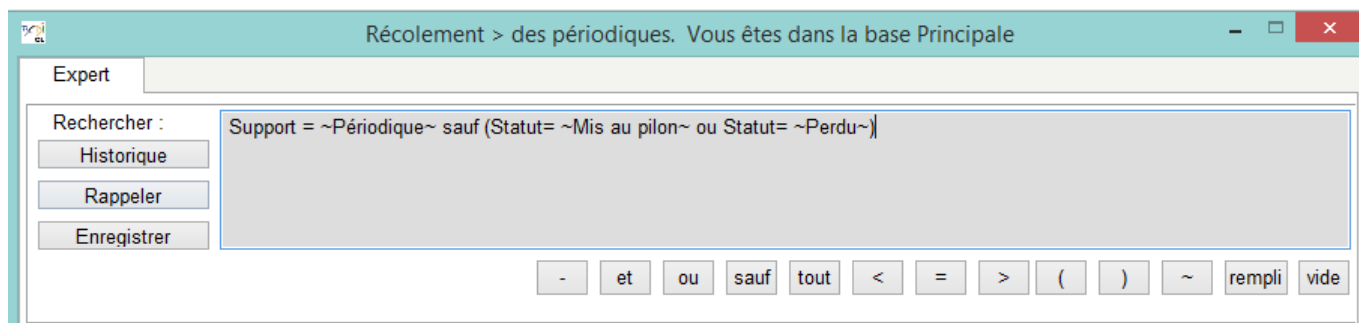 Récolement > des périodiques. Vous êtes dans la base Principale
Expert
Rechercher :
Support = ~Périodique~ sauf (Statut= ~Mis au pilon~ ou Statut= ~Perdu~)
Historique
Rappeler
Enregistrer
- et ou sauf tout < = > ( ) ~ rempli vide